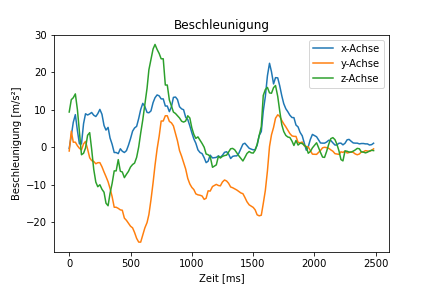 Beschleunigung
Beschleunigung [m/s²]
30
20
10
0
−10
−20
x-Achse
y-Achse
z-Achse
0
500
1000
1500
2000
2500
Zeit [ms]